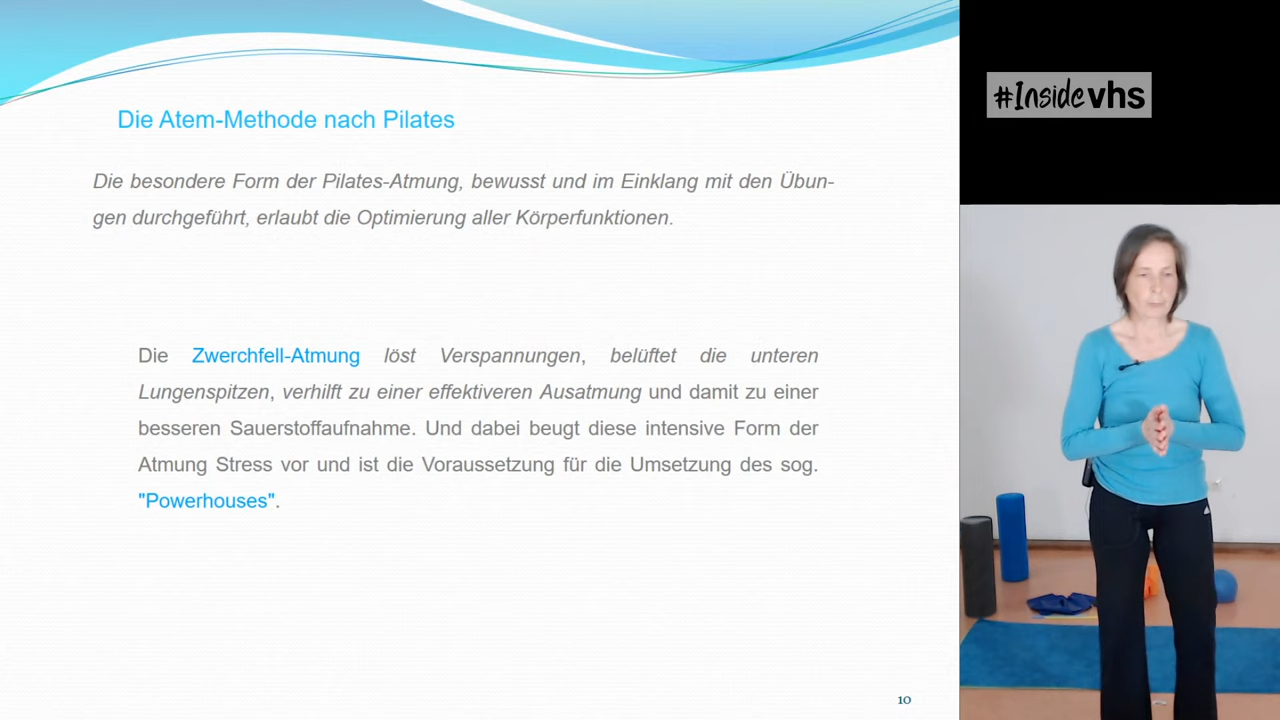 Die Atem-Methode nach Pilates
Die besondere Form der Pilates-Atmung, bewusst und im Einklang mit den Übun-
gen durchgeführt, erlaubt die Optimierung aller Körperfunktionen.
Die Zwerchfell-Atmung löst Verspannungen, belüftet die unteren
Lungenspitzen, verhilft zu einer effektiveren Ausatmung und damit zu einer
besseren Sauerstoffaufnahme. Und dabei beugt diese intensive Form der
Atmung Stress vor und ist die Voraussetzung für die Umsetzung des sog.
"Powerhouses".
10
#Insidevhs